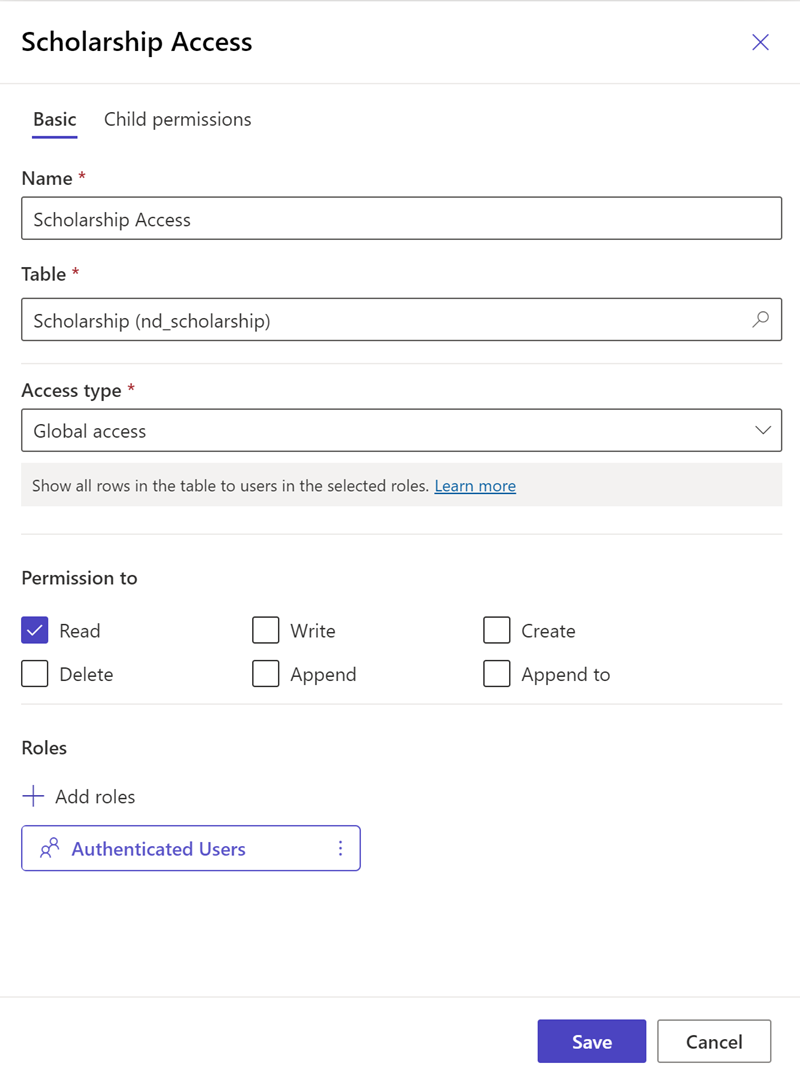 Scholarship Access
Basic Child permissions
Name *
Scholarship Access
Table *
Scholarship (nd_scholarship)
Access type *
Global access
Show all rows in the table to users in the selected roles. Learn more
Permission to
Read Write Create
Delete Append Append to
Roles
Add roles
Authenticated Users
Save Cancel